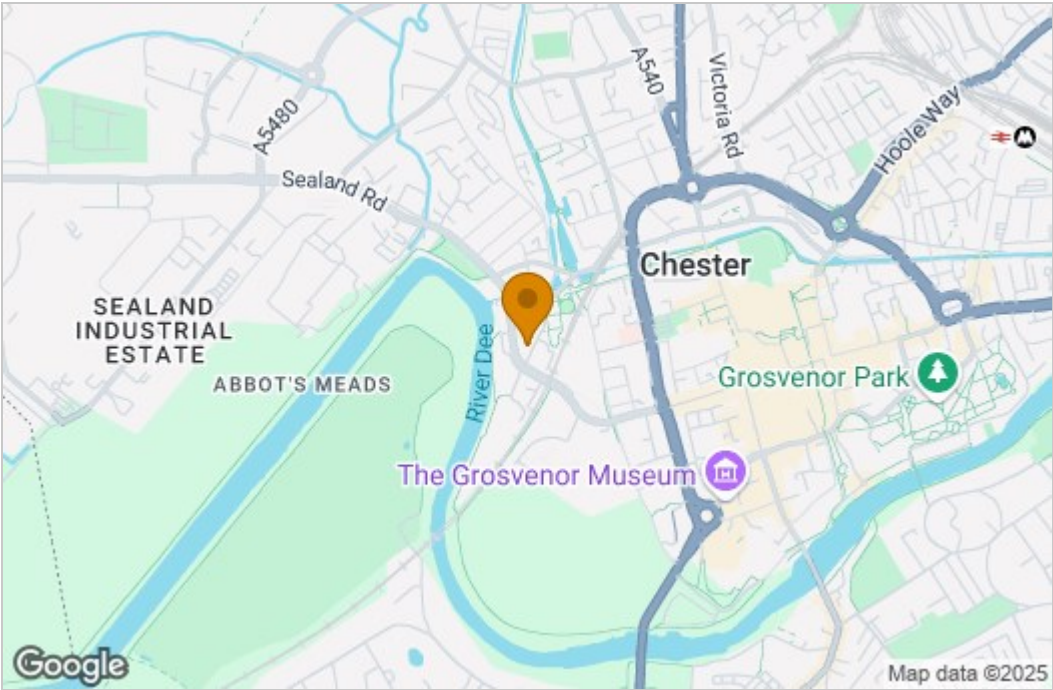 A540
Victoria Rd
A5480
Hoole Way
Sealand Rd
Chester
SEALAND
INDUSTRIAL
ESTATE
ABBOT'S MEADS
River Dee
Grosvenor Park
The Grosvenor Museum
Google
Map data ©2025